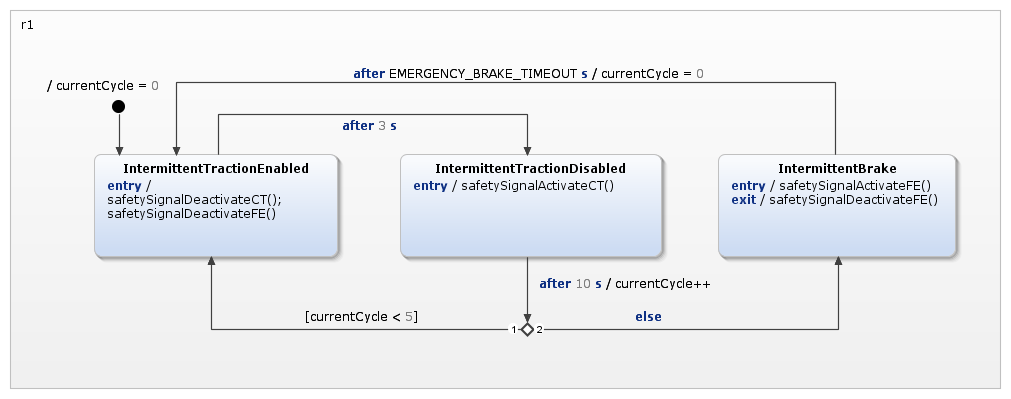 r1
after EMERGENCY_BRAKE_TIMEOUT s / currentCycle = 0
/ currentCycle = 0
after 3 s
IntermittentTractionEnabled
entry /
safetySignalDeactivateCT();
safetySignalDeactivateFE()
IntermittentTractionDisabled
entry / safetySignalActivateCT()
IntermittentBrake
entry / safetySignalActivateFE()
exit / safetySignalDeactivateFE()
after 10 s / currentCycle++
[currentCycle < 5]
else
1
2